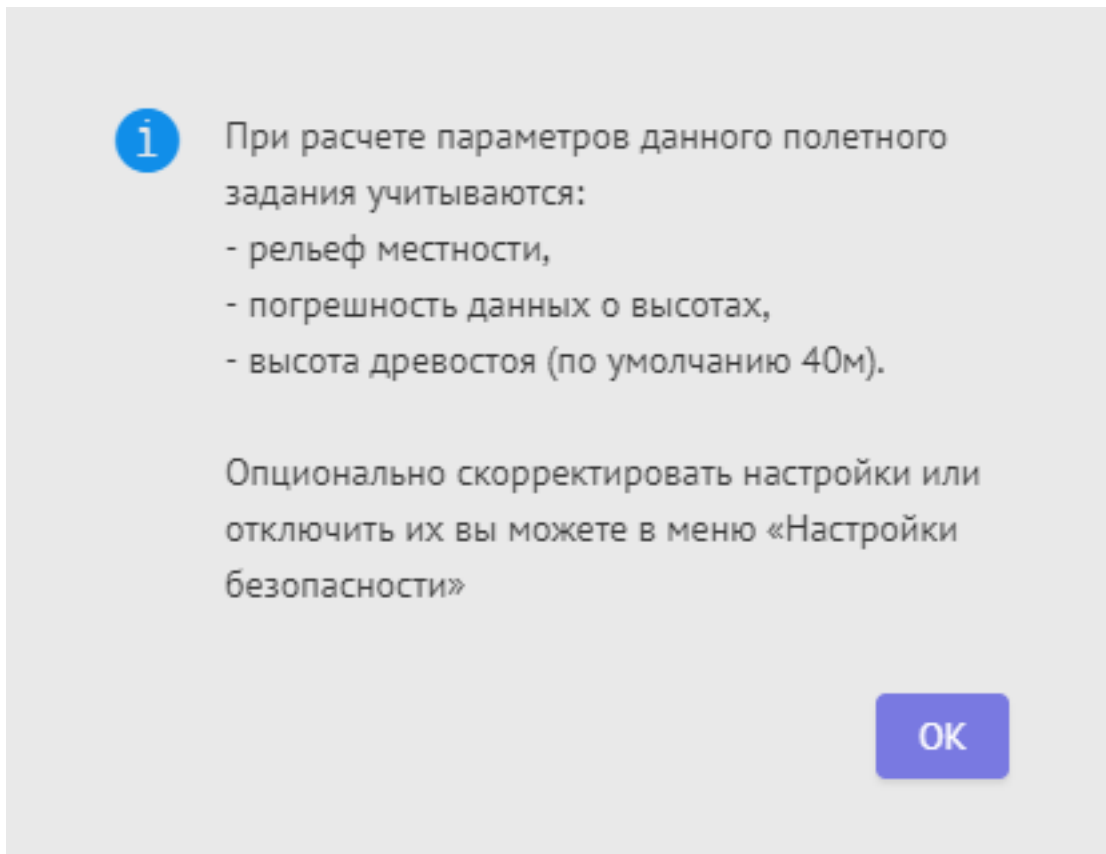 i
При расчете параметров данного полетного
задания учитываются:
- рельеф местности,
- погрешность данных о высотах,
- высота древостоя (по умолчанию 40м).
Опционально скорректировать настройки или
отключить их вы можете в меню «Настройки
безопасности»
ОК